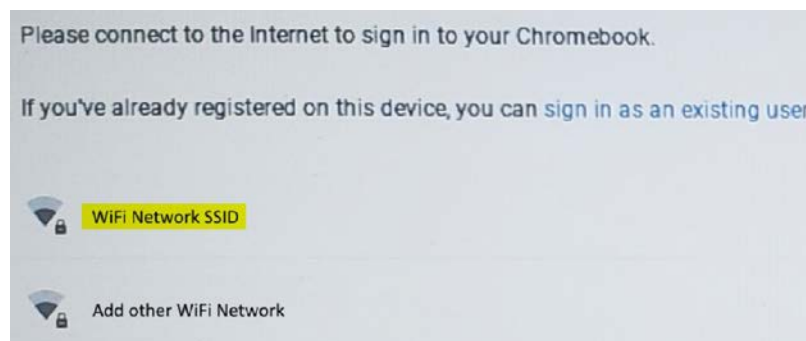 Please connect to the Internet to sign in to your Chromebook.
If you've already registered on this device, you can sign in as an existing user
WiFi Network SSID
Add other WiFi Network